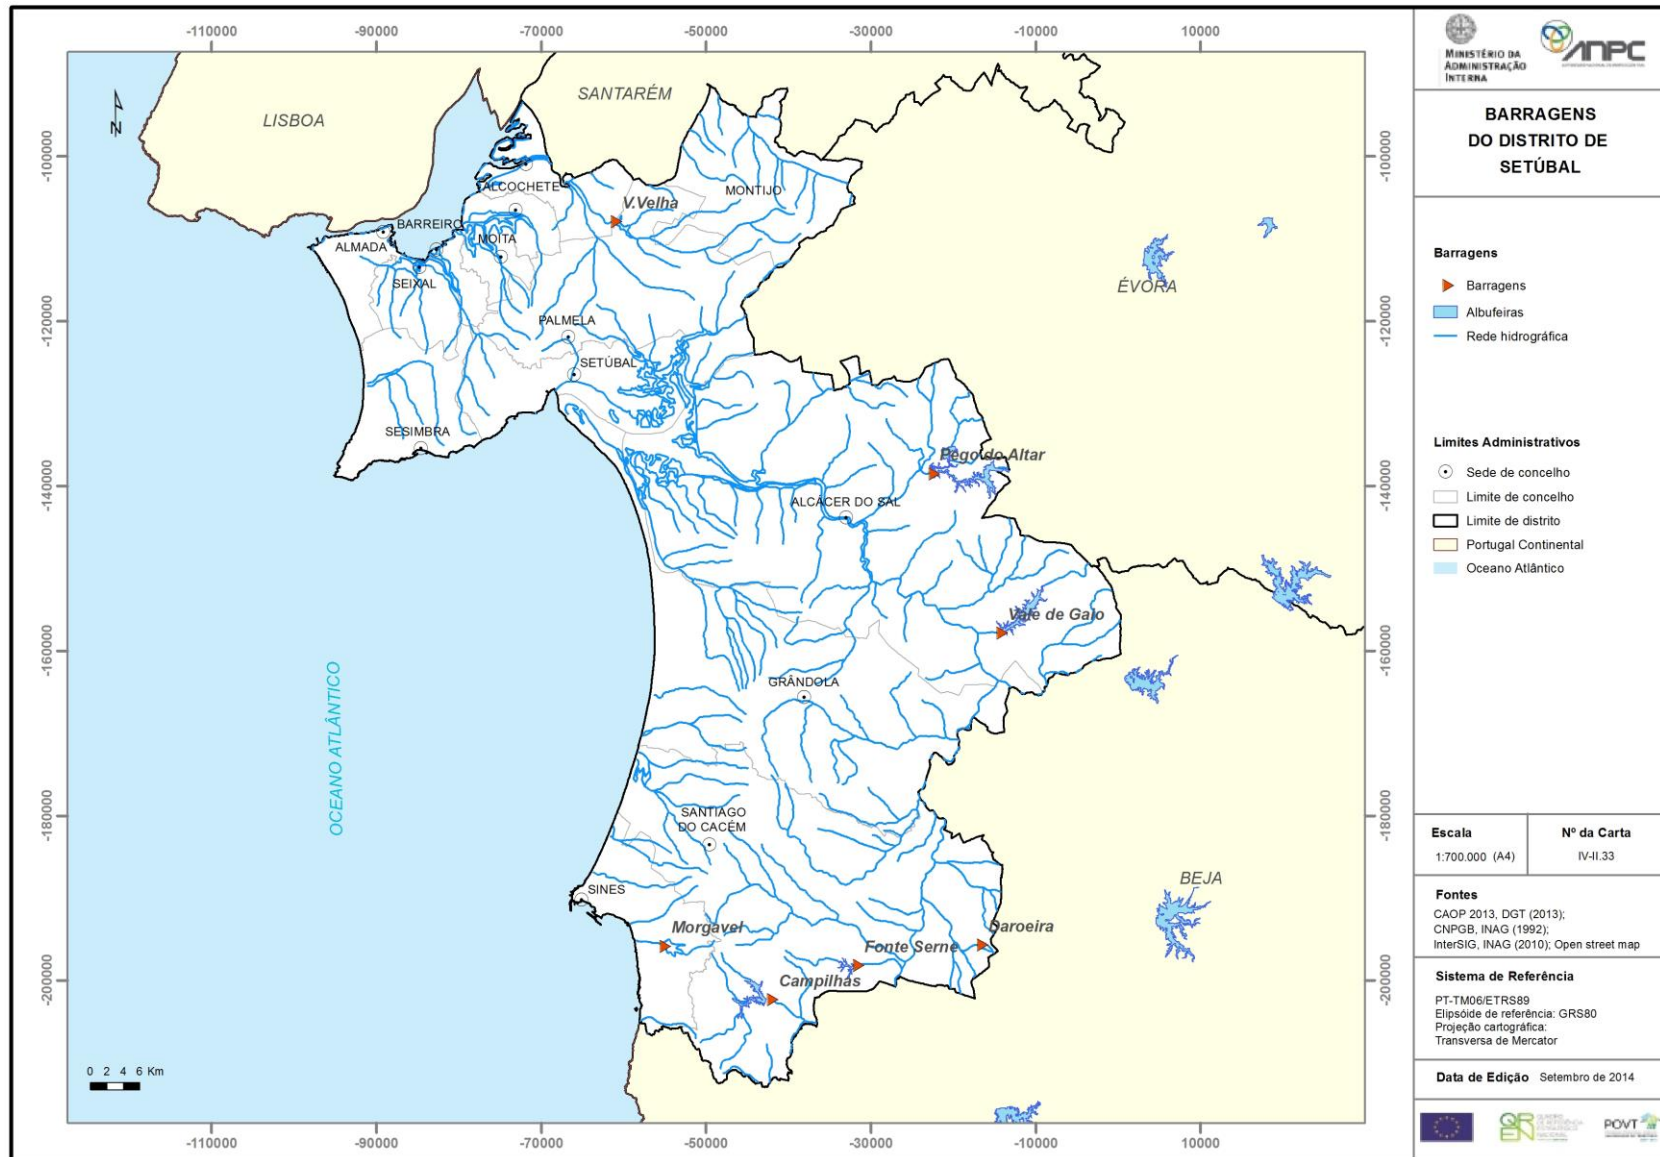 -110000
-90000
-70000
-50000
-30000
-10000
10000
-100000
-120000
-140000
-160000
-180000
-200000
N
LISBOA
SANTARÉM
ÉVORA
BEJA
OCEANO ATLÂNTICO
ALCOCHETE
MONTIJO
V.Velha
BARREIRO
ALMADA
MOITA
SEIXAL
PALMELA
SETÚBAL
SESIMBRA
Pego do Altar
ALCÁCER DO SAL
Vale de Gaio
GRÂNDOLA
SANTIAGO
DO CACÉM
SINES
Morgavel
Fonte Serne
Daroeira
Campilhas
0 2 4 6 Km
-100000
-120000
-140000
-160000
-180000
-200000
-110000
-90000
-70000
-50000
-30000
-10000
10000
MINISTÉRIO DA
ADMINISTRAÇÃO
INTERNA
ANPC
BARRAGENS
DO DISTRITO DE
SETÚBAL
Barragens
Barragens
Albufeiras
Rede hidrográfica
Limites Administrativos
Sede de concelho
Limite de concelho
Limite de distrito
Portugal Continental
Oceano Atlântico
Escala
1:700.000 (A4)
Nº da Carta
IV-II.33
Fontes
CAOP 2013, DGT (2013);
CNPGB, INAG (1992);
InterSIG, INAG (2010); Open street map
Sistema de Referência
PT-TM06/ETRS89
Elipsóide de referência: GRS80
Projeção cartográfica:
Transversa de Mercator
Data de Edição Setembro de 2014
QREN
POVT